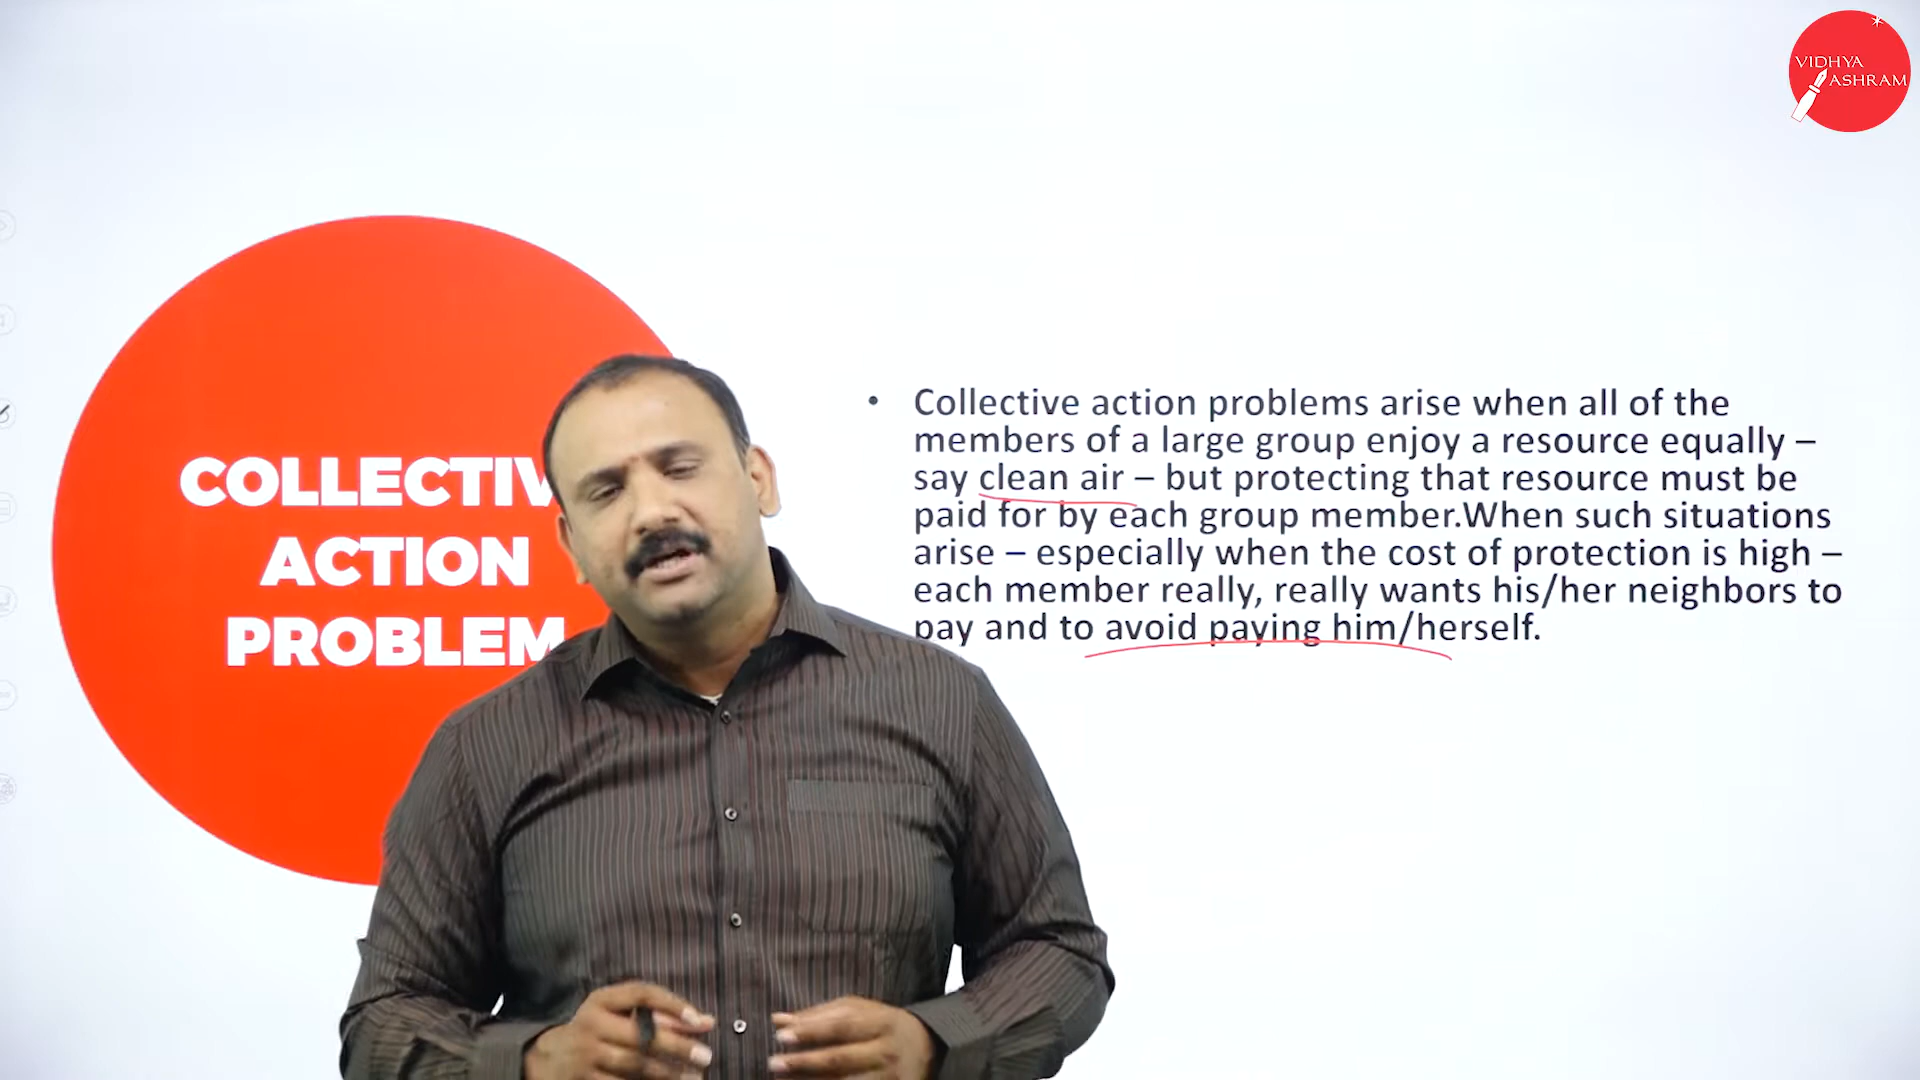 VIDHYA
ASHRAM
COLLECTIV
ACTION
PROBLEM
• Collective action problems arise when all of the
members of a large group enjoy a resource equally –
say clean air – but protecting that resource must be
paid for by each group member.When such situations
arise – especially when the cost of protection is high –
each member really, really wants his/her neighbors to
pay and to avoid paying him/herself.